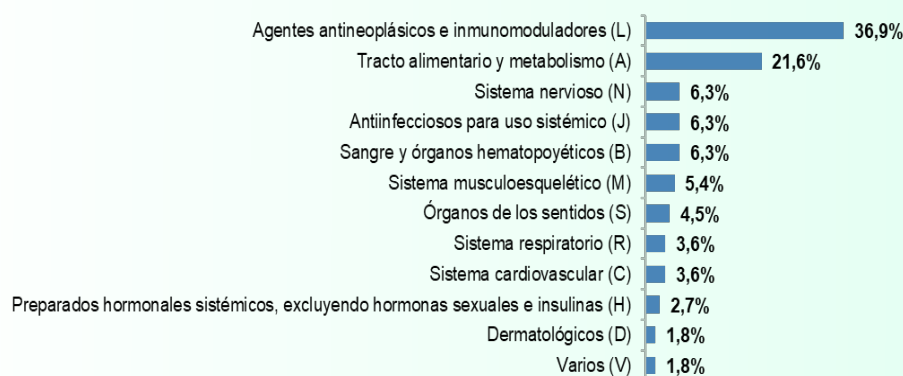 Agentes antineoplásicos e inmunomoduladores (L) 36,9%
Tracto alimentario y metabolismo (A) 21,6%
Sistema nervioso (N) 6,3%
Antiinfecciosos para uso sistémico (J) 6,3%
Sangre y órganos hematopoyéticos (B) 6,3%
Sistema musculoesquelético (M) 5,4%
Órganos de los sentidos (S) 4,5%
Sistema respiratorio (R) 3,6%
Sistema cardiovascular (C) 3,6%
Preparados hormonales sistémicos, excluyendo hormonas sexuales e insulinas (H) 2,7%
Dermatológicos (D) 1,8%
Varios (V) 1,8%